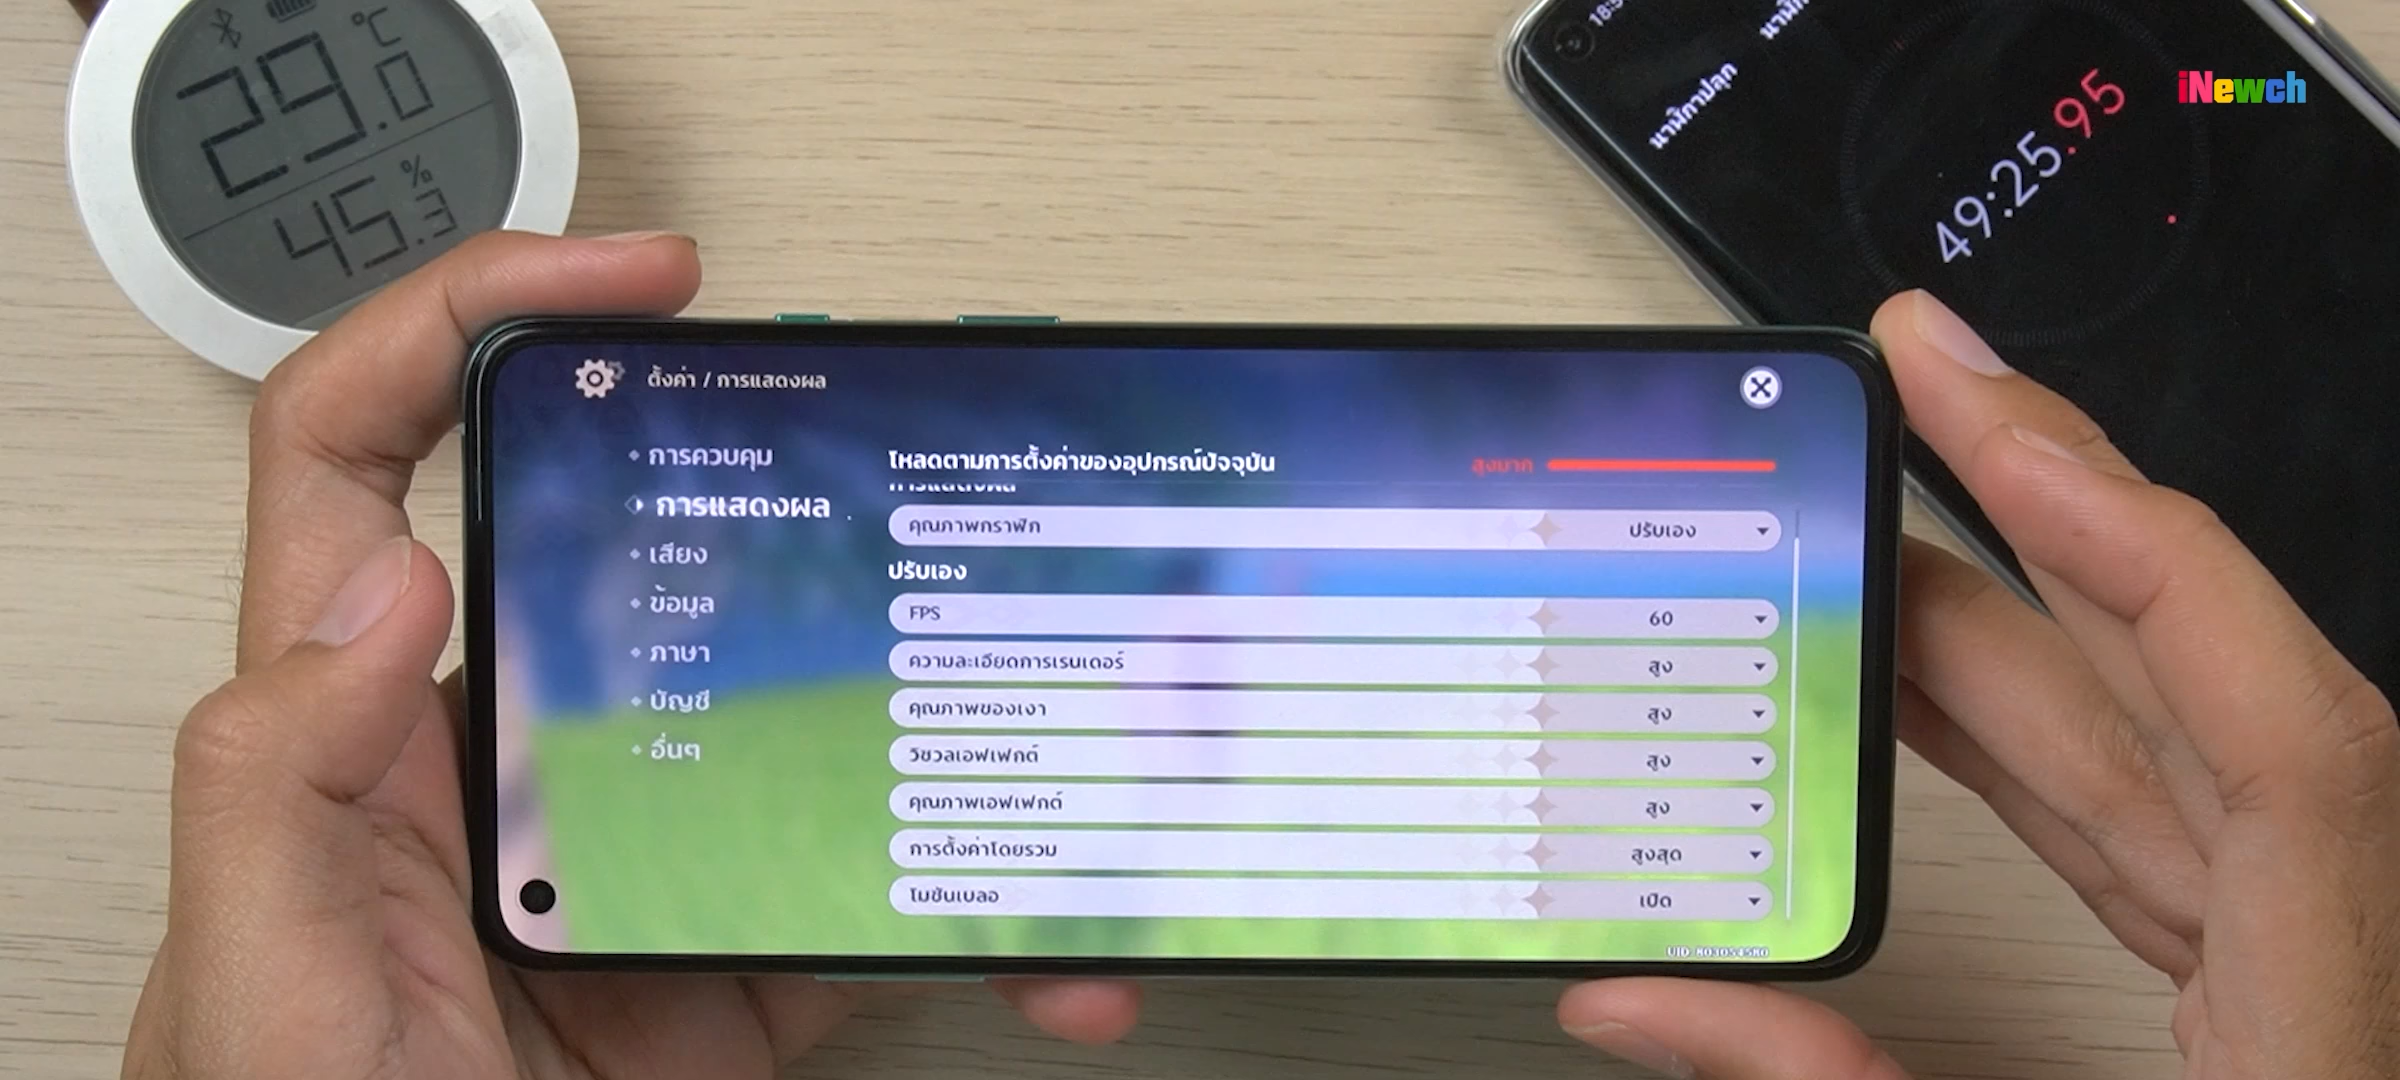 29.0 °C
45.3 %
นาฬิกาปลุก
49:25.95
iNewch
ตั้งค่า / การแสดงผล
การควบคุม
การแสดงผล
เสียง
ข้อมูล
ภาษา
บัญชี
อื่นๆ
โหลดตามการตั้งค่าของอุปกรณ์ปัจจุบัน สูงมาก
การแสดงผล
คุณภาพกราฟิก ปรับเอง
ปรับเอง
FPS 60
ความละเอียดการเรนเดอร์ สูง
คุณภาพของเงา สูง
วิชวลเอฟเฟกต์ สูง
คุณภาพเอฟเฟกต์ สูง
การตั้งค่าโดยรวม สูงสุด
โมชันเบลอ เปิด
UID: 803054580